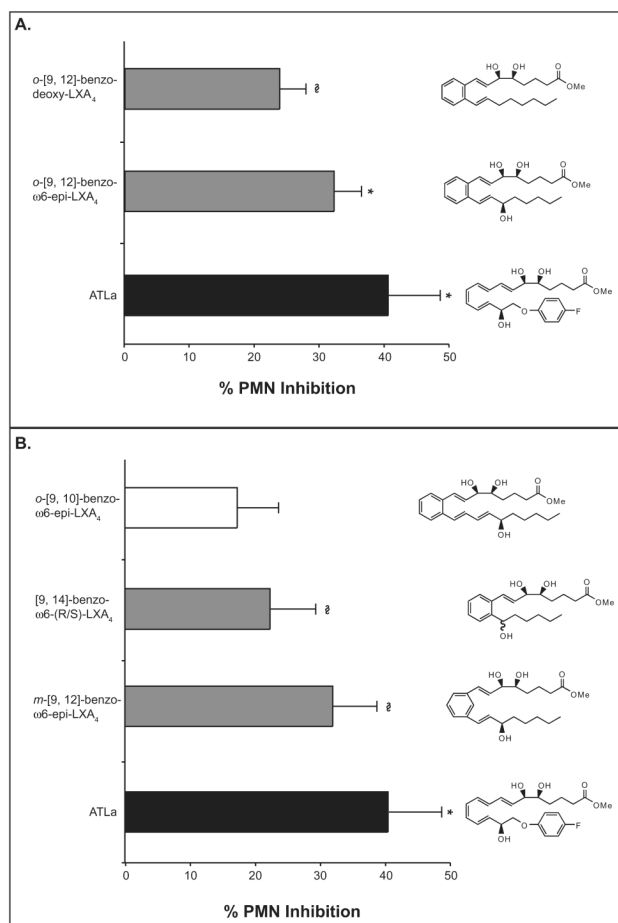 A.
o-[9, 12]-benzo-
deoxy-LXA₄
≈
HO OH
O
OMe
o-[9, 12]-benzo-
ω6-epi-LXA₄
*
HO OH
O
OMe
OH
ATLa
*
HO OH
O
OMe
O
F
OH
0 10 20 30 40 50
% PMN Inhibition
B.
o-[9, 10]-benzo-
ω6-epi-LXA₄
HO OH
O
OMe
OH
[9, 14]-benzo-
ω6-(R/S)-LXA₄
≈
HO OH
O
OMe
OH
m-[9, 12]-benzo-
ω6-epi-LXA₄
≈
HO OH
O
OMe
OH
ATLa
*
HO OH
O
OMe
O
F
OH
0 10 20 30 40 50
% PMN Inhibition